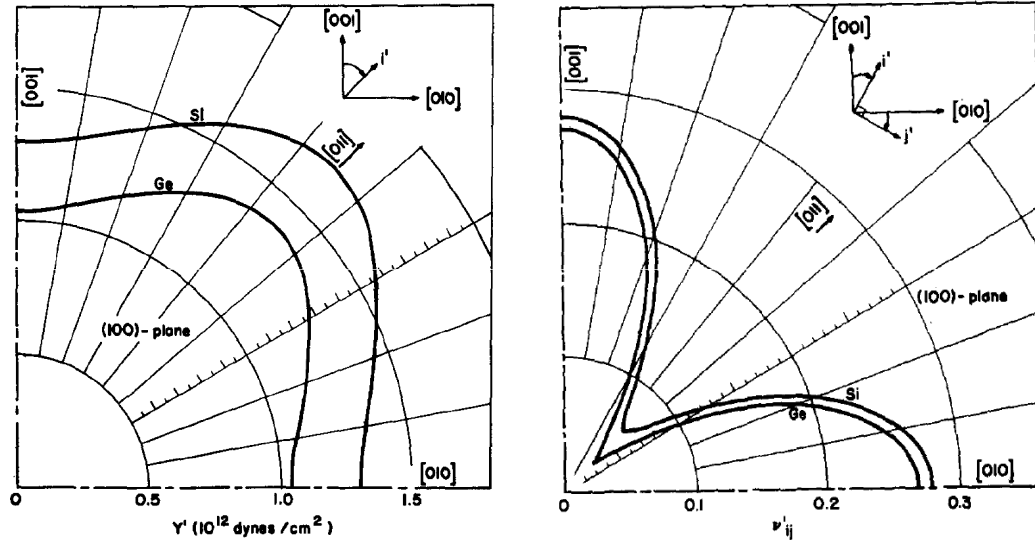 [001]
i'
[010]
[001]
Si
[011]
Ge
(100)-plane
[010]
0
0.5
1.0
1.5
Y' (10¹² dynes/cm²)
[001]
i'
[010]
j'
[001]
[011]
(100)-plane
Si
Ge
[010]
0
0.1
0.2
0.3
ν'ij